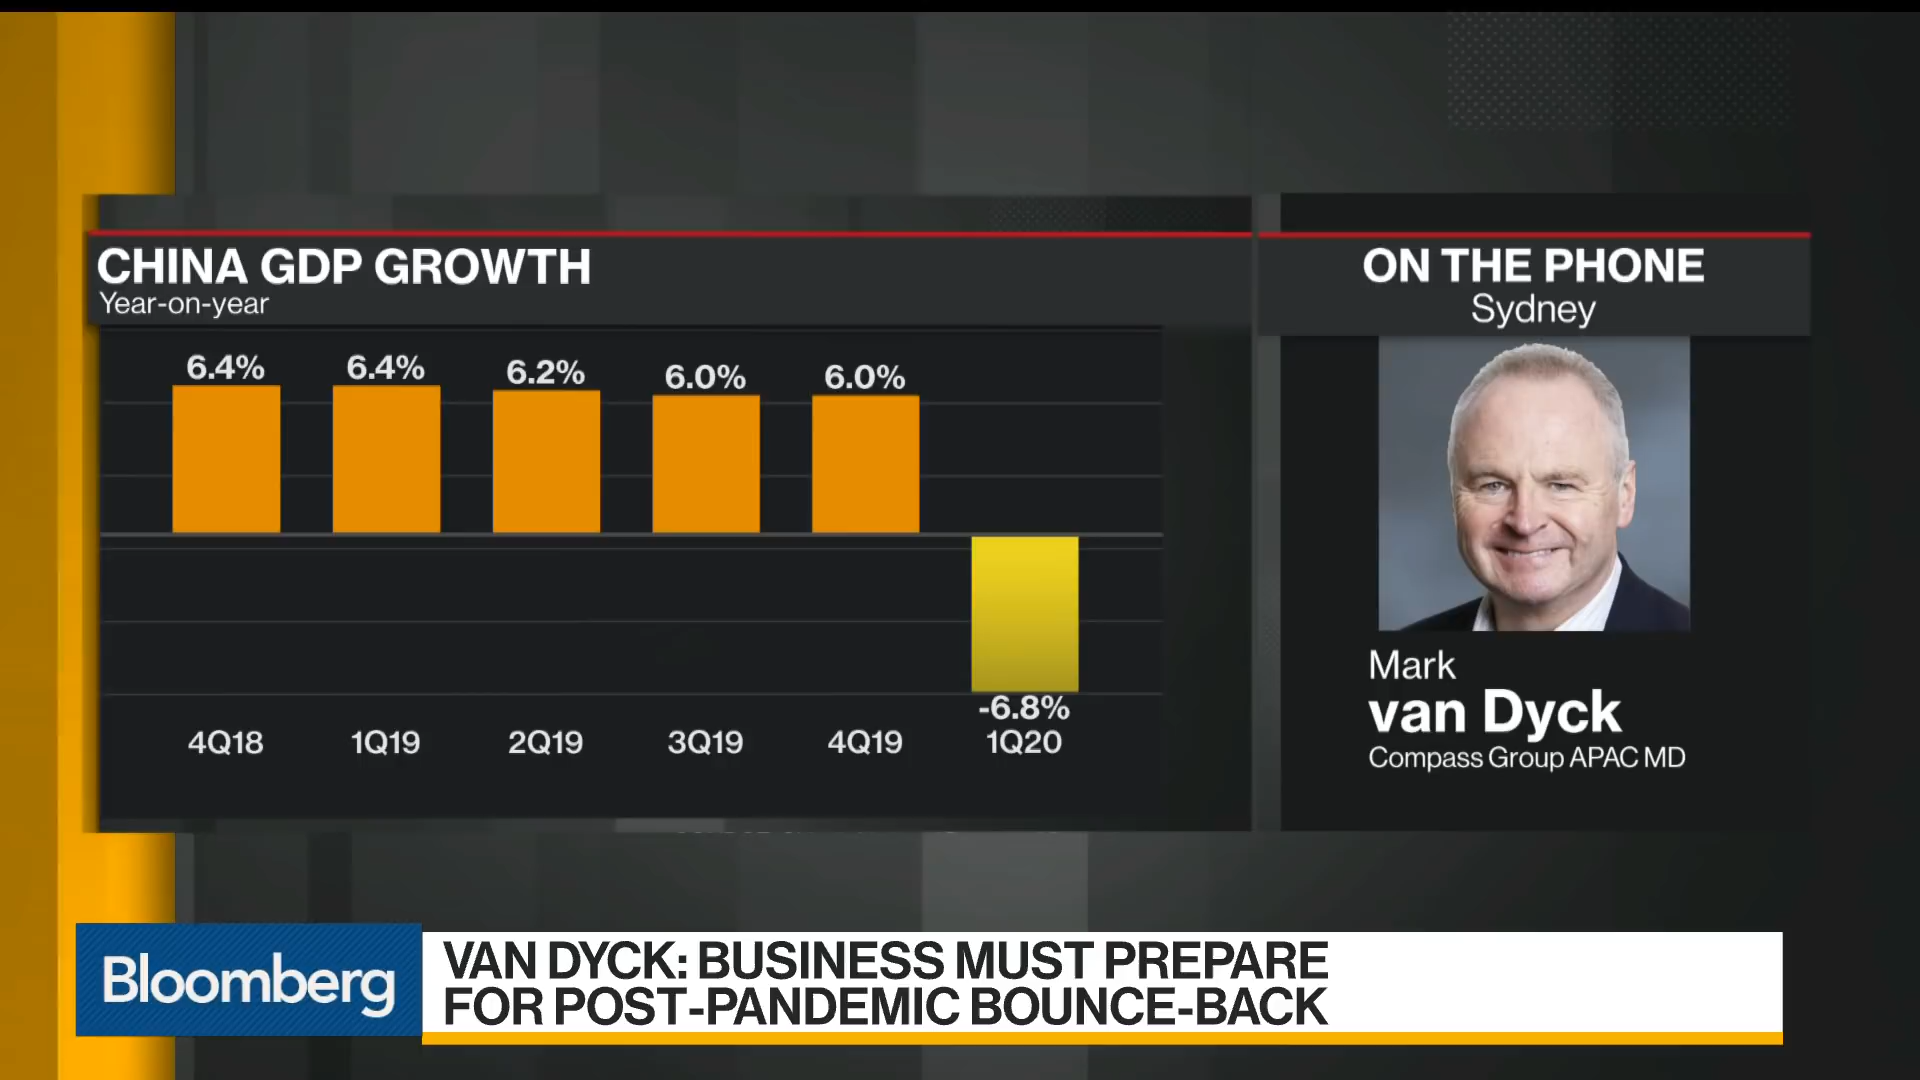 CHINA GDP GROWTH
Year-on-year
6.4%
6.4%
6.2%
6.0%
6.0%
-6.8%
4Q18
1Q19
2Q19
3Q19
4Q19
1Q20
ON THE PHONE
Sydney
Mark
van Dyck
Compass Group APAC MD
Bloomberg
VAN DYCK: BUSINESS MUST PREPARE
FOR POST-PANDEMIC BOUNCE-BACK